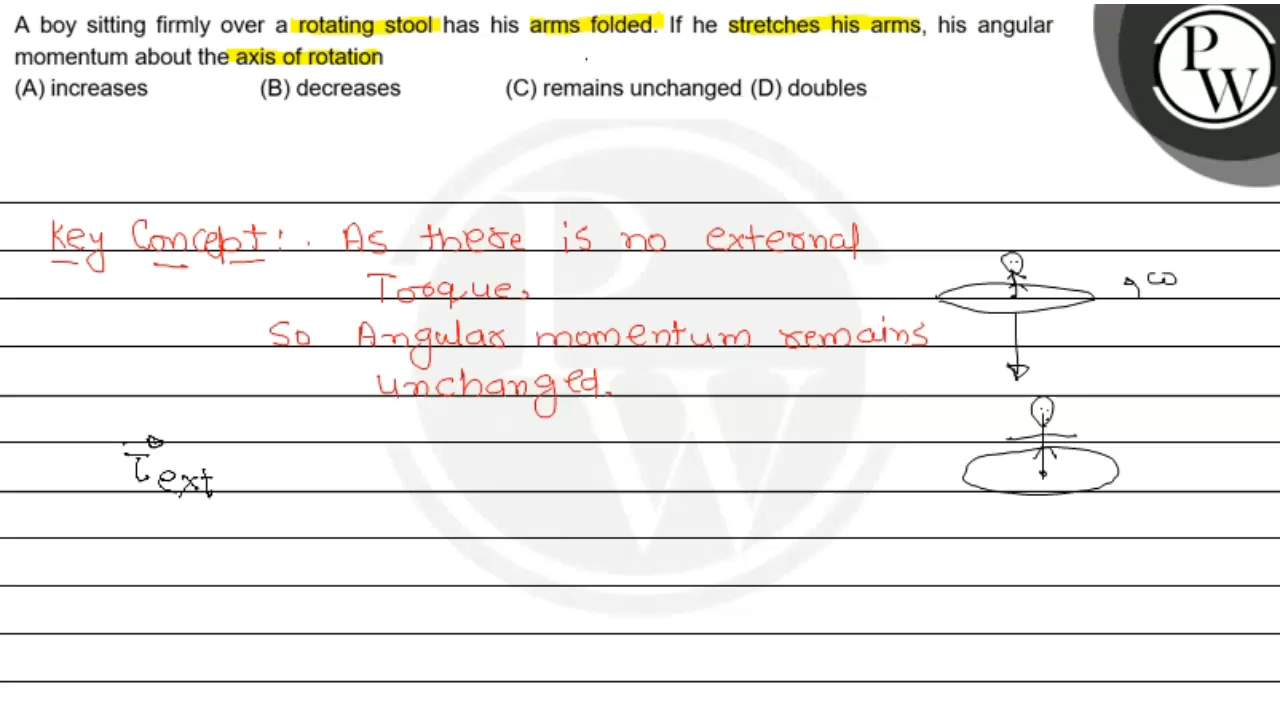 A boy sitting firmly over a rotating stool has his arms folded. If he stretches his arms, his angular
momentum about the axis of rotation
(A) increases (B) decreases (C) remains unchanged (D) doubles
P
W
Key Concept:. As there is no external
Torque,
So Angular momentum remains
unchanged.
ω
τext
P
W